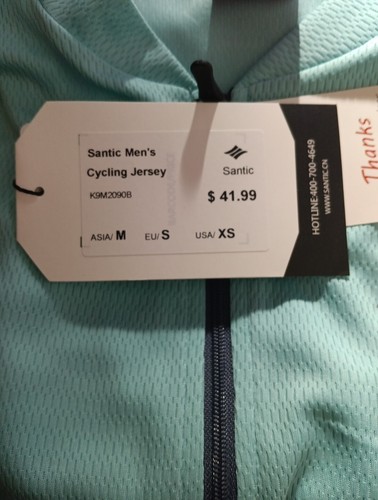 Santic Men's
Cycling Jersey
Santic
K9M2090B
$ 41.99
ASIA/ M EU/ S USA/ XS
HOTLINE:400-700-4649
WWW.SANTIC.CN
Thanks